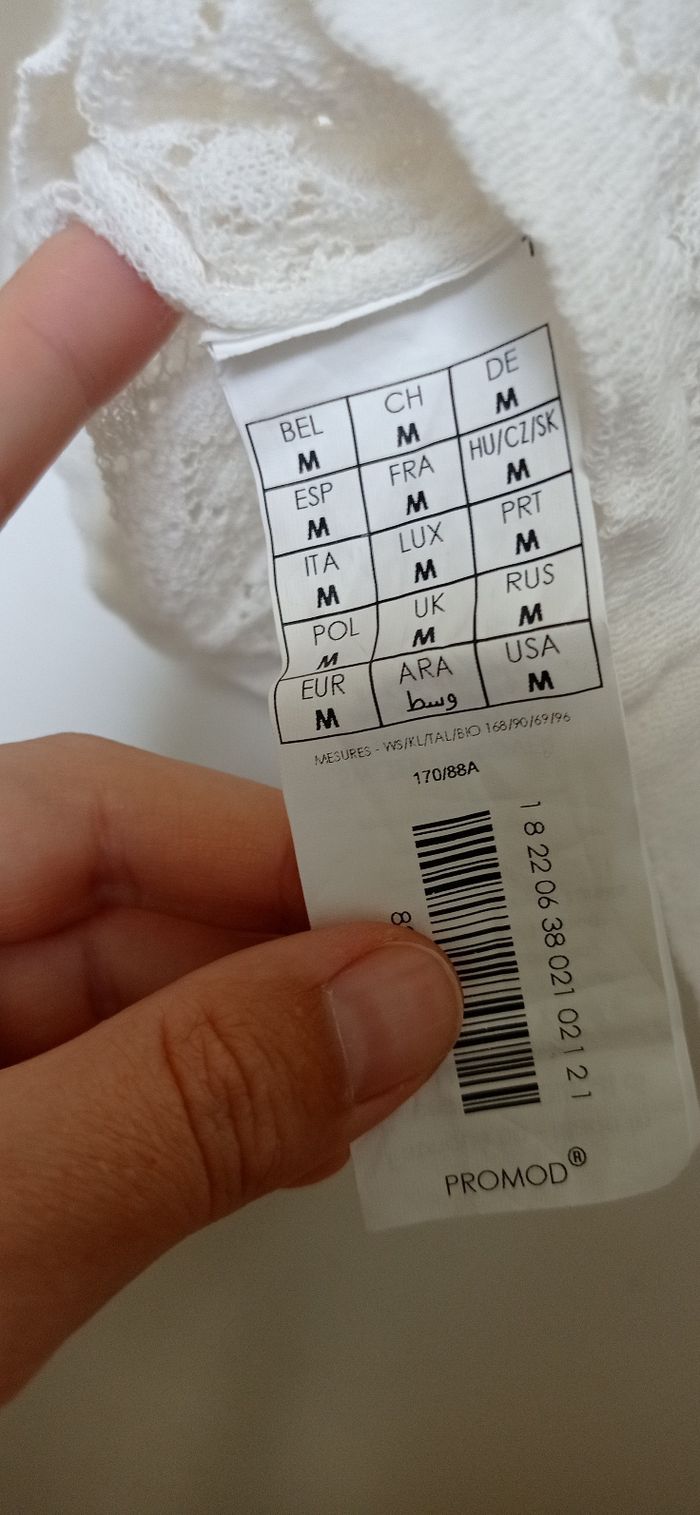 BEL CH DE
M M M
ESP FRA HU/CZ/SK
M M M
ITA LUX PRT
M M M
POL UK RUS
M M M
EUR ARA USA
M وسط M
MESURES - WS/KL/TAL/BIO 168/90/69/96
170/88A
1 8 22 06 38 021 02 1 2 1
PROMOD®